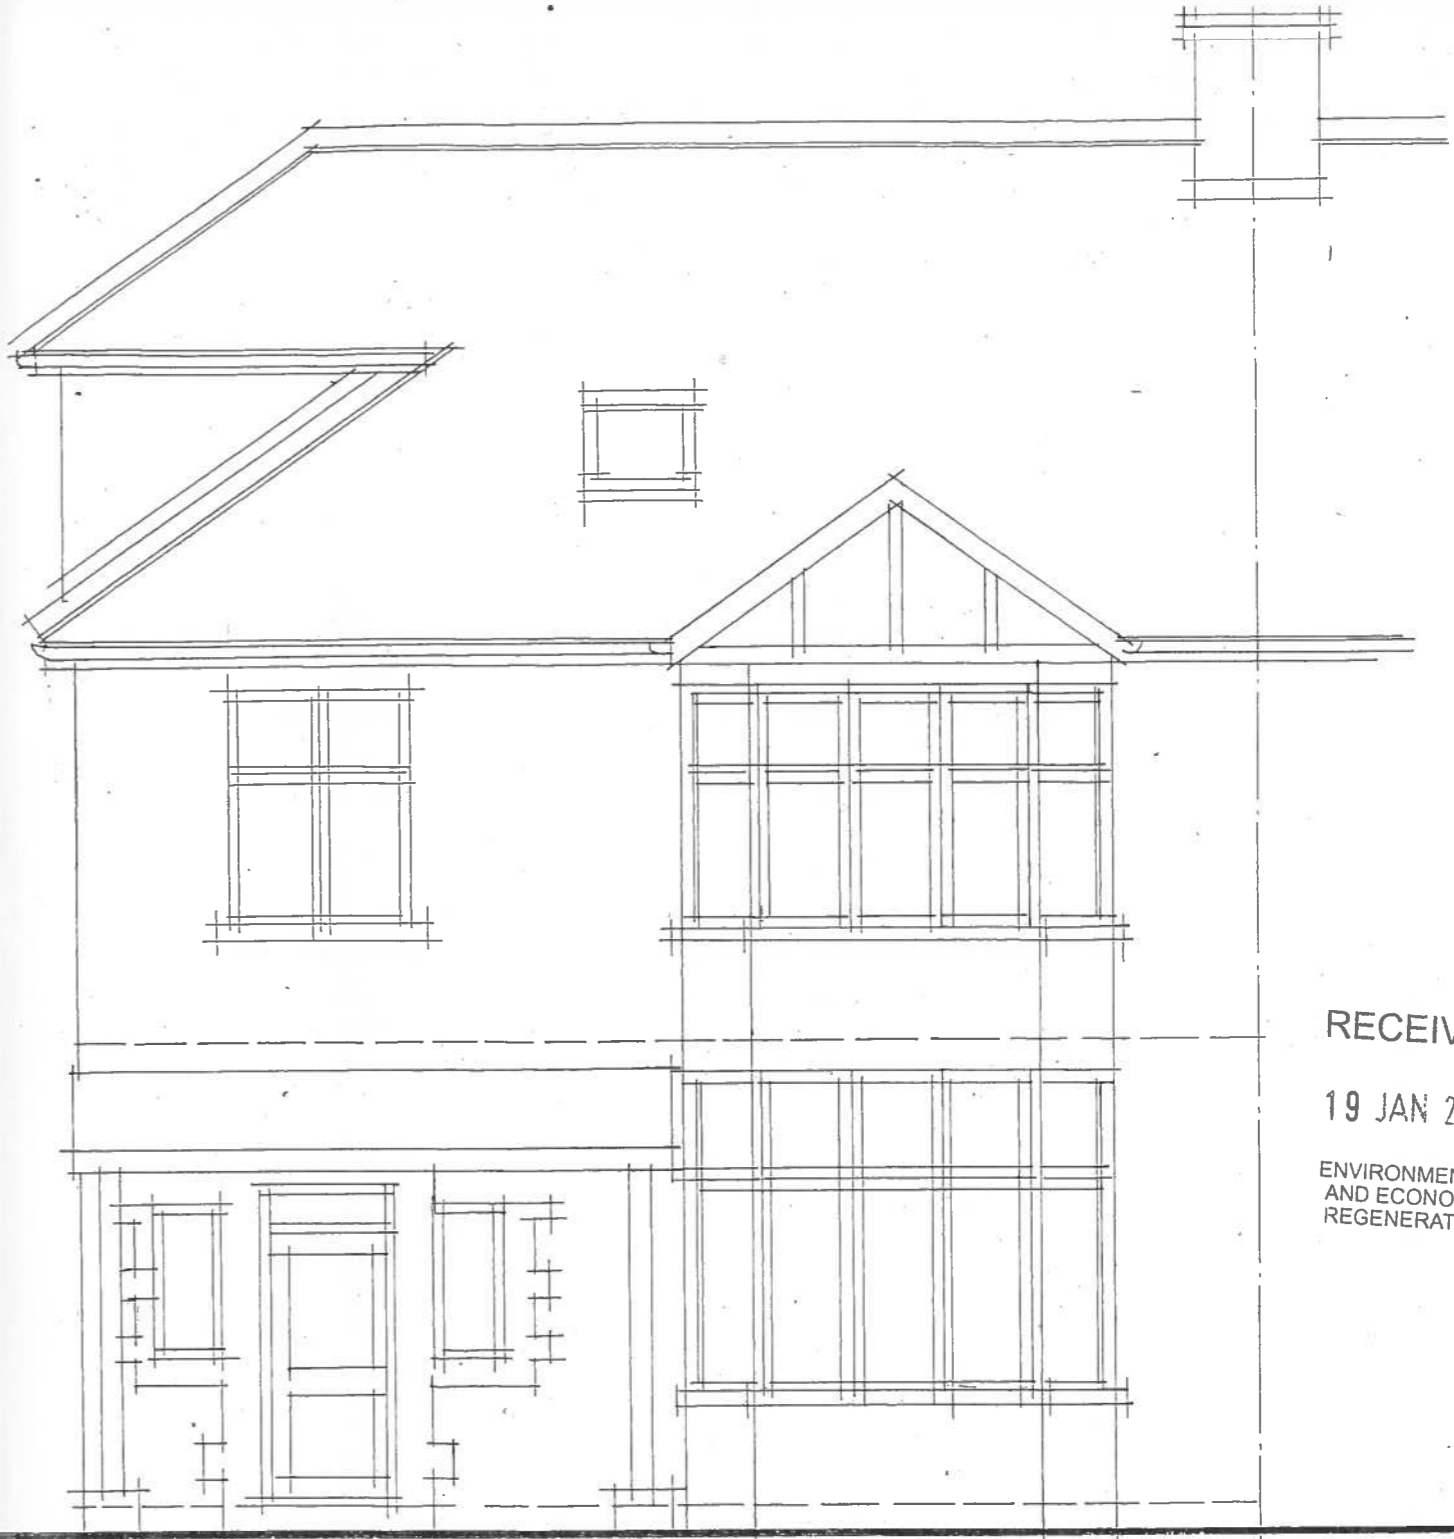 RECEIV
19 JAN 2
ENVIRONMEN
AND ECONO
REGENERAT